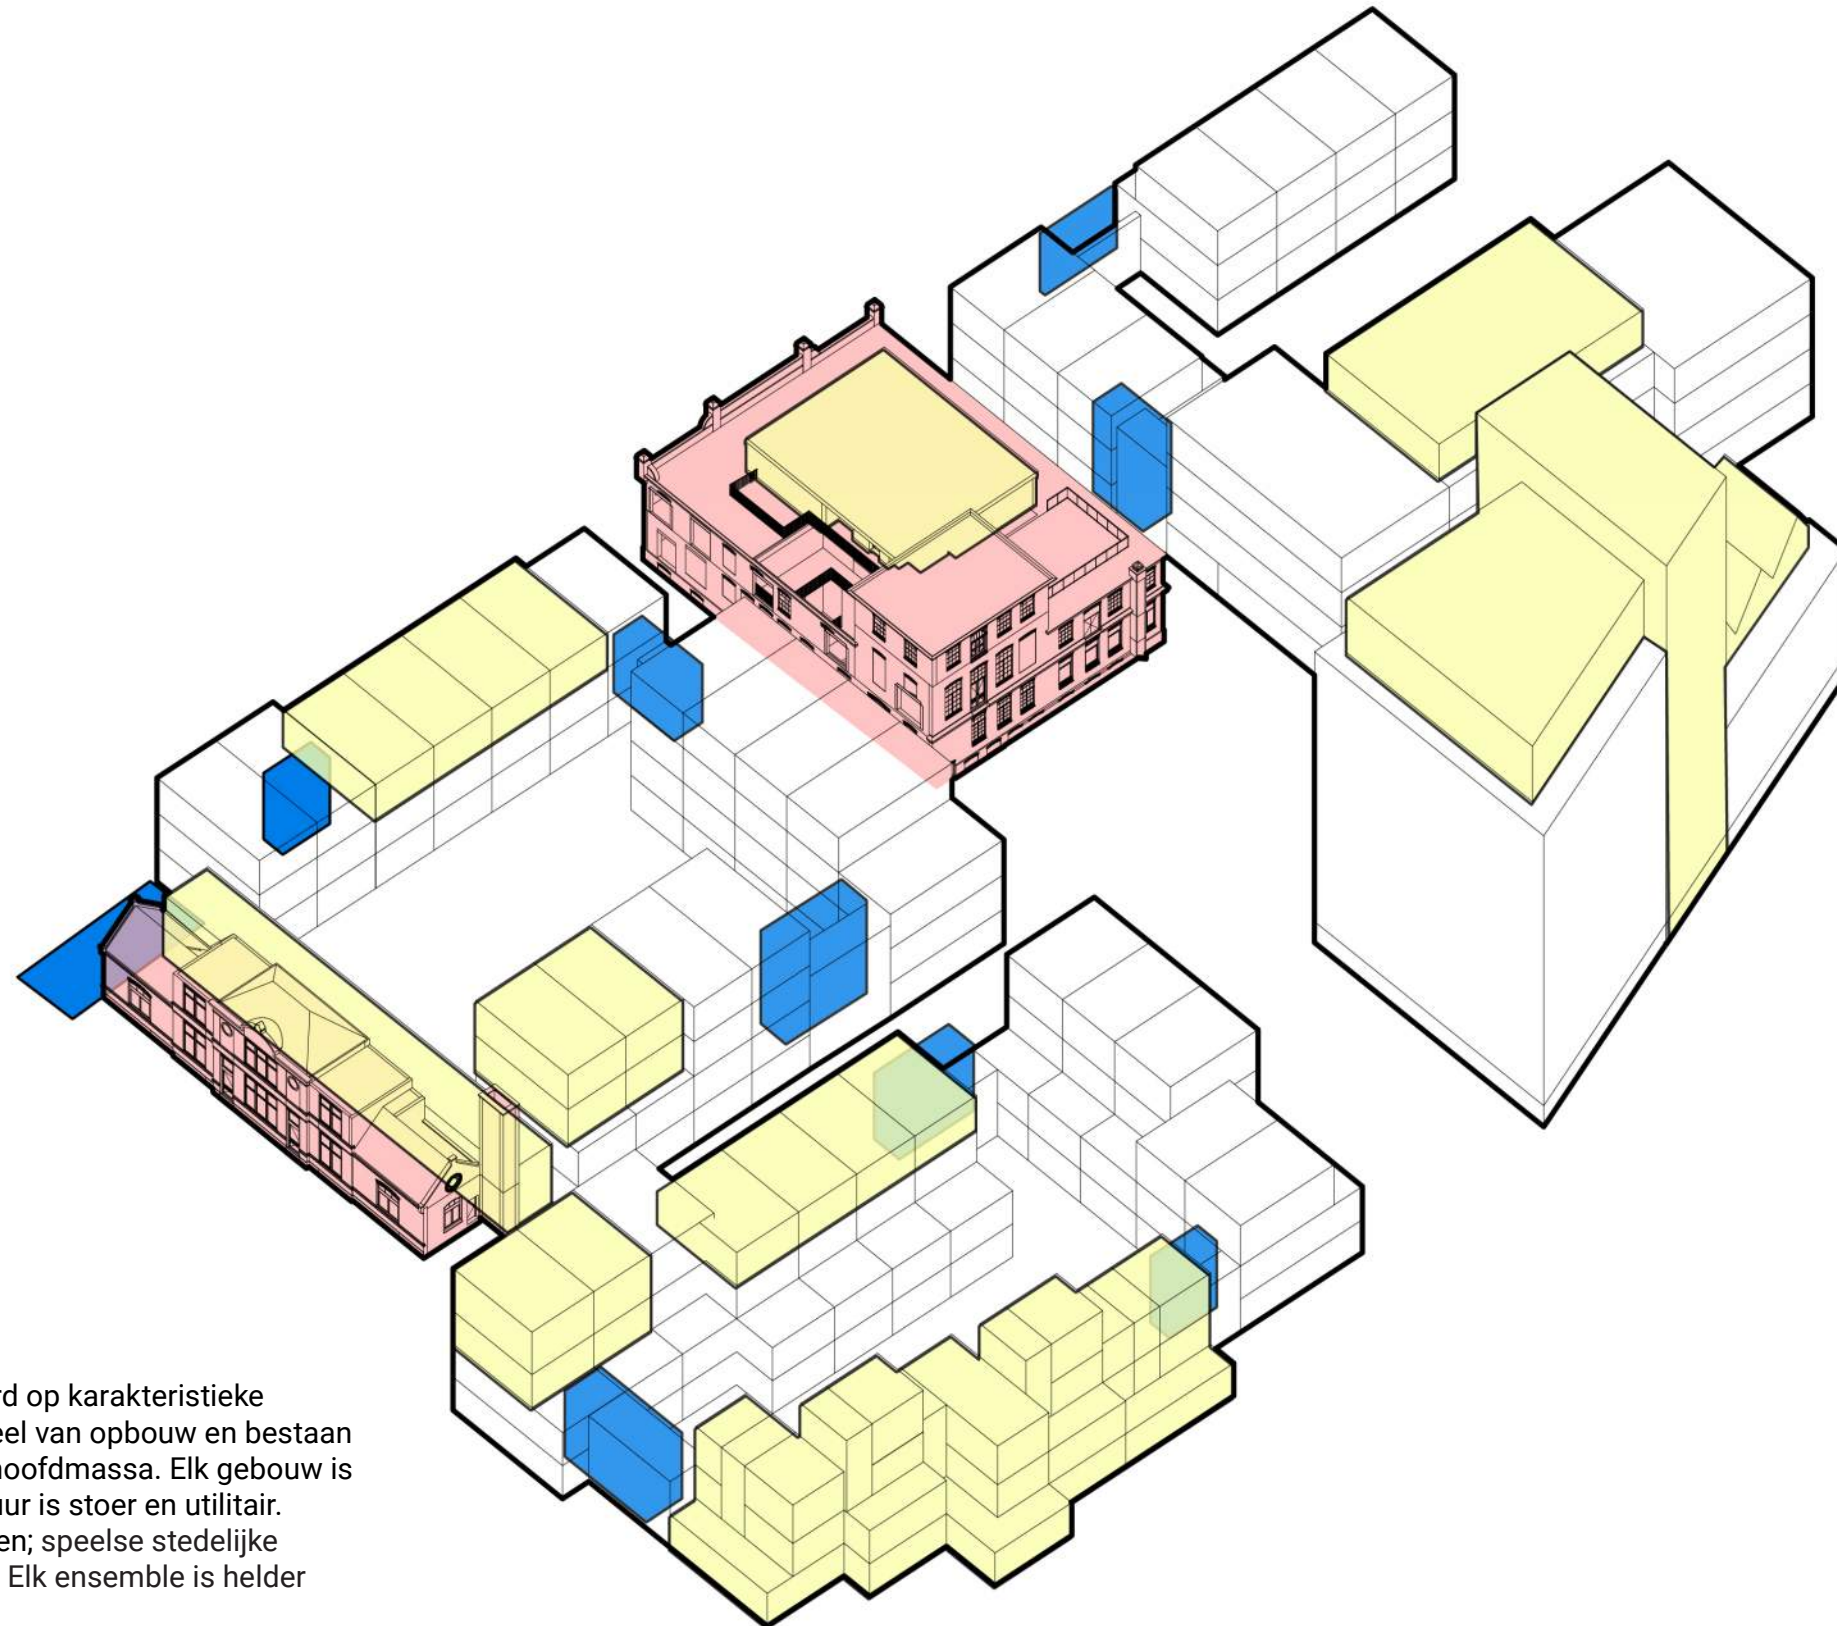 rd op karakteristieke
eel van opbouw en bestaan
hoofdmassa. Elk gebouw is
uur is stoer en utilitair.
en; speelse stedelijke
Elk ensemble is helder